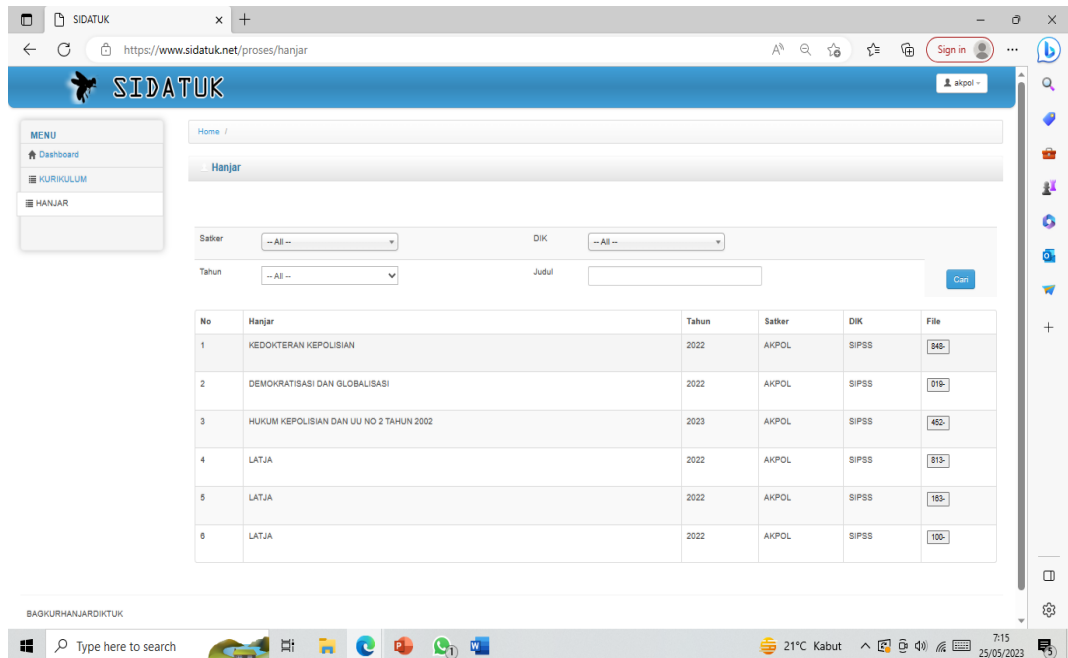 SIDATUK
https://www.sidatuk.net/proses/hanjar
Sign in
SIDATUK
akpol
MENU
Dashboard
KURIKULUM
HANJAR
Home /
Hanjar
Satker -- All -- DIK -- All --
Tahun -- All -- Judul
Cari
No Hanjar Tahun Satker DIK File
1 KEDOKTERAN KEPOLISIAN 2022 AKPOL SIPSS 848-
2 DEMOKRATISASI DAN GLOBALISASI 2022 AKPOL SIPSS 019-
3 HUKUM KEPOLISIAN DAN UU NO 2 TAHUN 2002 2023 AKPOL SIPSS 452-
4 LATJA 2022 AKPOL SIPSS 813-
5 LATJA 2022 AKPOL SIPSS 163-
6 LATJA 2022 AKPOL SIPSS 100-
BAGKURHANJARDIKTUK
Type here to search
21°C Kabut
7:15
25/05/2023